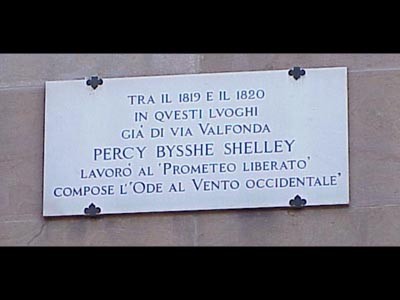 TRA IL 1819 E IL 1820
IN QVESTI LVOGHI
GIÀ DI VIA VALFONDA
PERCY BYSSHE SHELLEY
LAVORÒ AL 'PROMETEO LIBERATO'
COMPOSE L''ODE AL VENTO OCCIDENTALE'